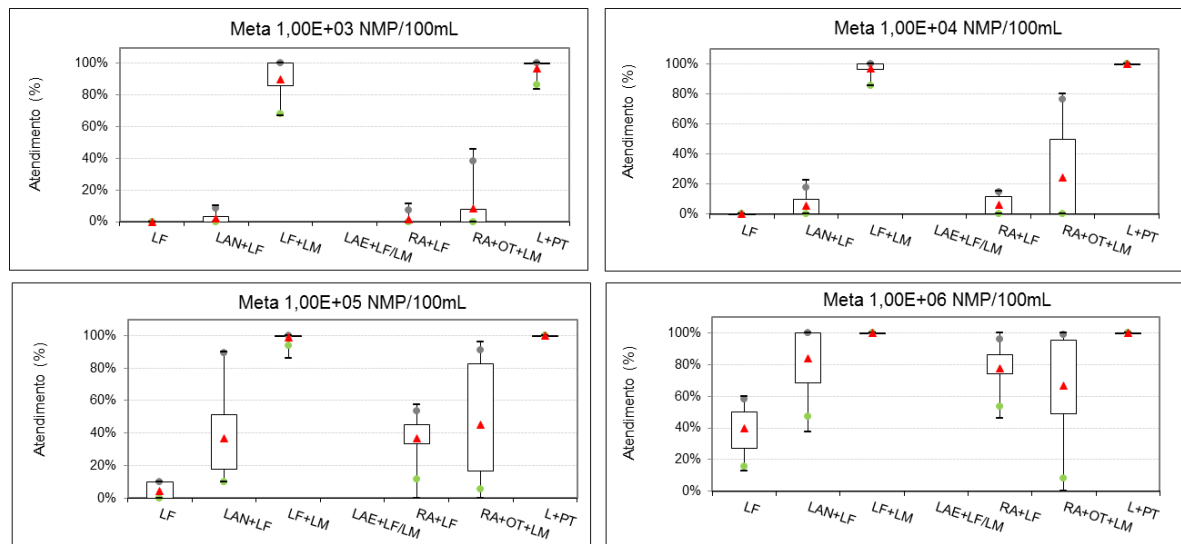 Meta 1,00E+03 NMP/100mL
Atendimento (%)
100%
80%
60%
40%
20%
0%
LF
LAN+LF
LF+LM
LAE+LF/LM
RA+LF
RA+OT+LM
L+PT
Meta 1,00E+04 NMP/100mL
Atendimento (%)
100%
80%
60%
40%
20%
0%
LF
LAN+LF
LF+LM
LAE+LF/LM
RA+LF
RA+OT+LM
L+PT
Meta 1,00E+05 NMP/100mL
Atendimento (%)
100%
80%
60%
40%
20%
0%
LF
LAN+LF
LF+LM
LAE+LF/LM
RA+LF
RA+OT+LM
L+PT
Meta 1,00E+06 NMP/100mL
Atendimento (%)
100%
80%
60%
40%
20%
0%
LF
LAN+LF
LF+LM
LAE+LF/LM
RA+LF
RA+OT+LM
L+PT